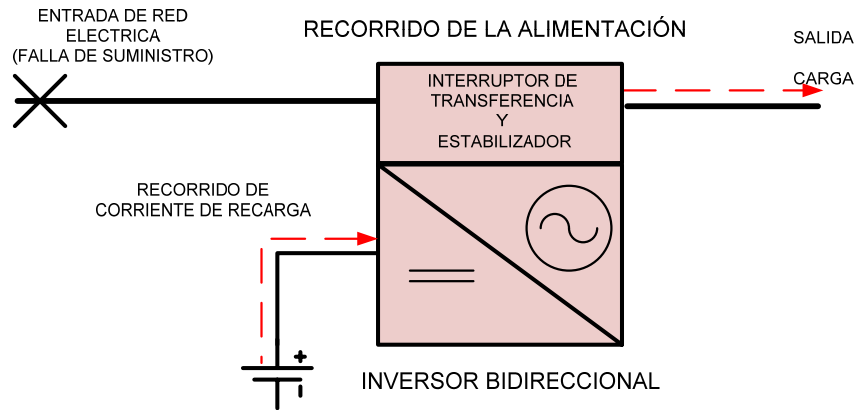 ENTRADA DE RED
ELECTRICA
(FALLA DE SUMINISTRO)
RECORRIDO DE LA ALIMENTACIÓN
SALIDA
CARGA
INTERRUPTOR DE
TRANSFERENCIA
Y
ESTABILIZADOR
RECORRIDO DE
CORRIENTE DE RECARGA
+
-
INVERSOR BIDIRECCIONAL